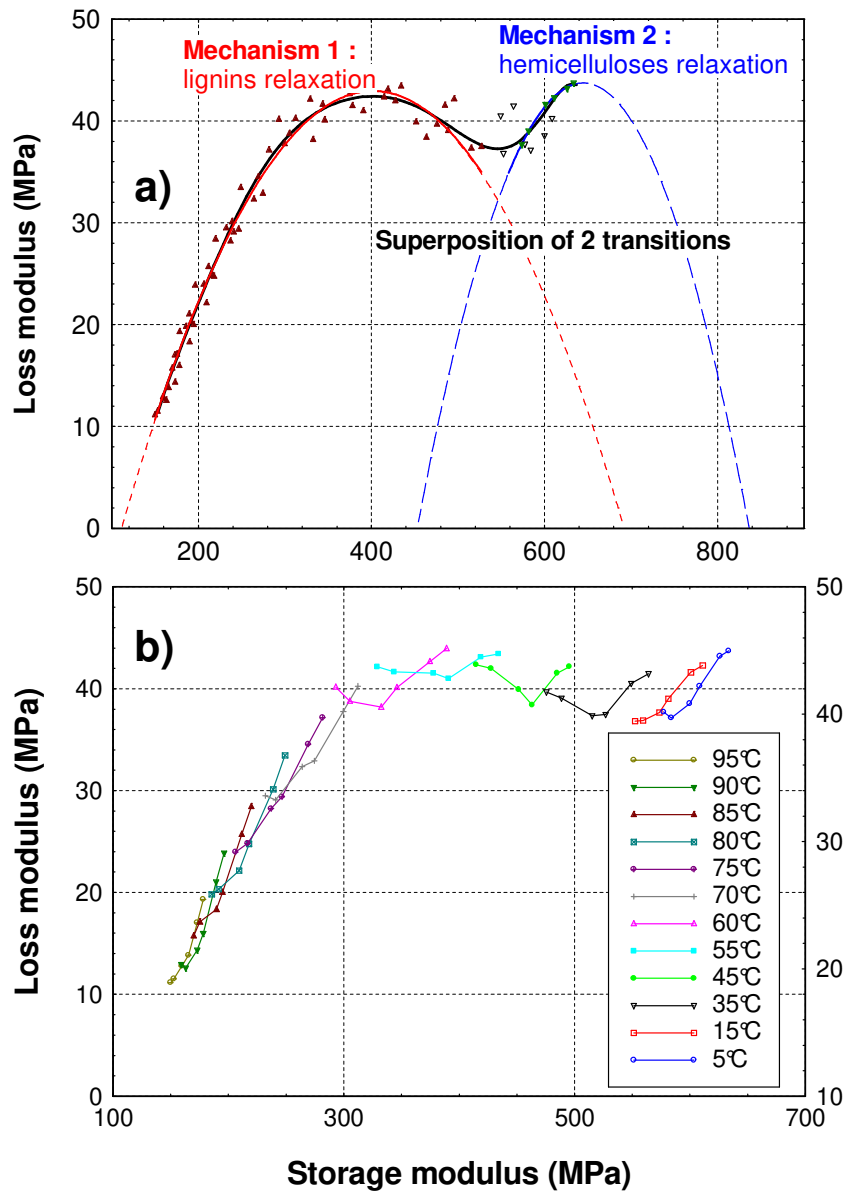 50
40
30
20
10
0
Loss modulus (MPa)
Mechanism 1 :
lignins relaxation
Mechanism 2 :
hemicelluloses relaxation
a)
Superposition of 2 transitions
200
400
600
800
50
40
30
20
10
0
Loss modulus (MPa)
b)
50
40
30
20
10
95°C
90°C
85°C
80°C
75°C
70°C
60°C
55°C
45°C
35°C
15°C
5°C
100
300
500
700
Storage modulus (MPa)